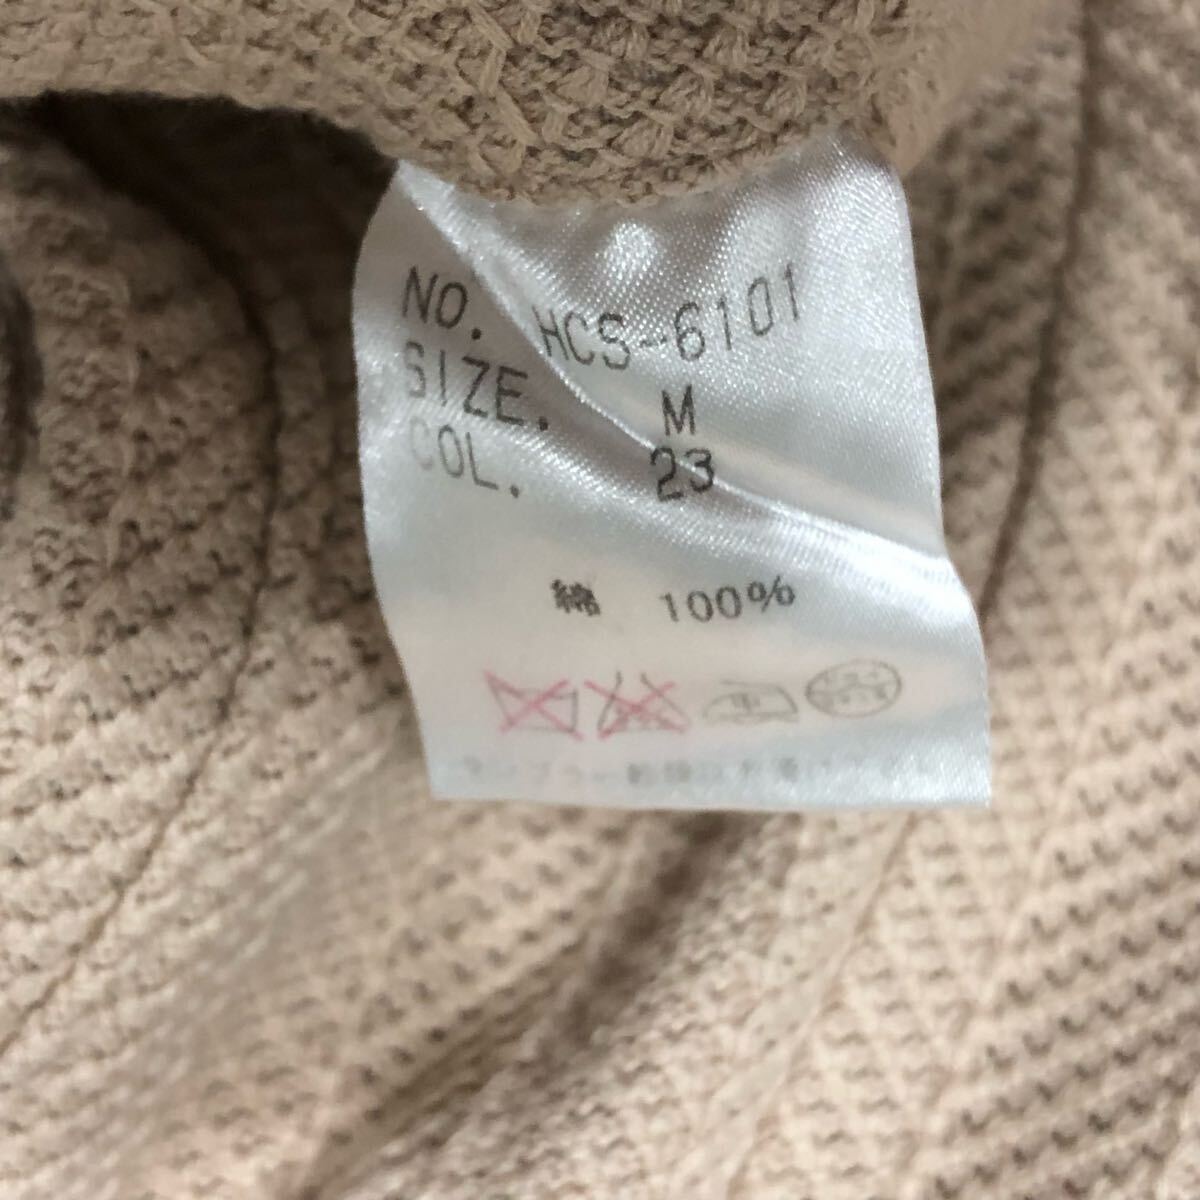 NO. HCS-6101
SIZE. M
COL. 23
綿 100%